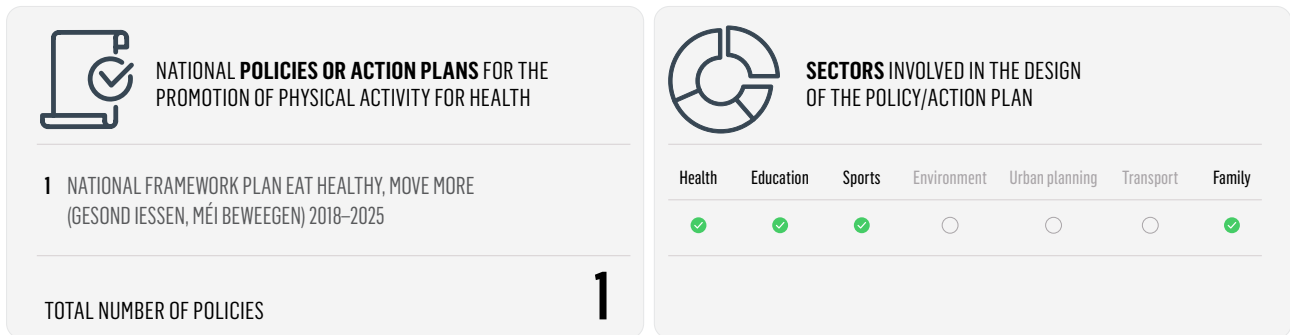 NATIONAL POLICIES OR ACTION PLANS FOR THE
PROMOTION OF PHYSICAL ACTIVITY FOR HEALTH
1 NATIONAL FRAMEWORK PLAN EAT HEALTHY, MOVE MORE
(GESOND IESSEN, MÉI BEWEEGEN) 2018–2025
TOTAL NUMBER OF POLICIES 1
SECTORS INVOLVED IN THE DESIGN
OF THE POLICY/ACTION PLAN
Health Education Sports Environment Urban planning Transport Family